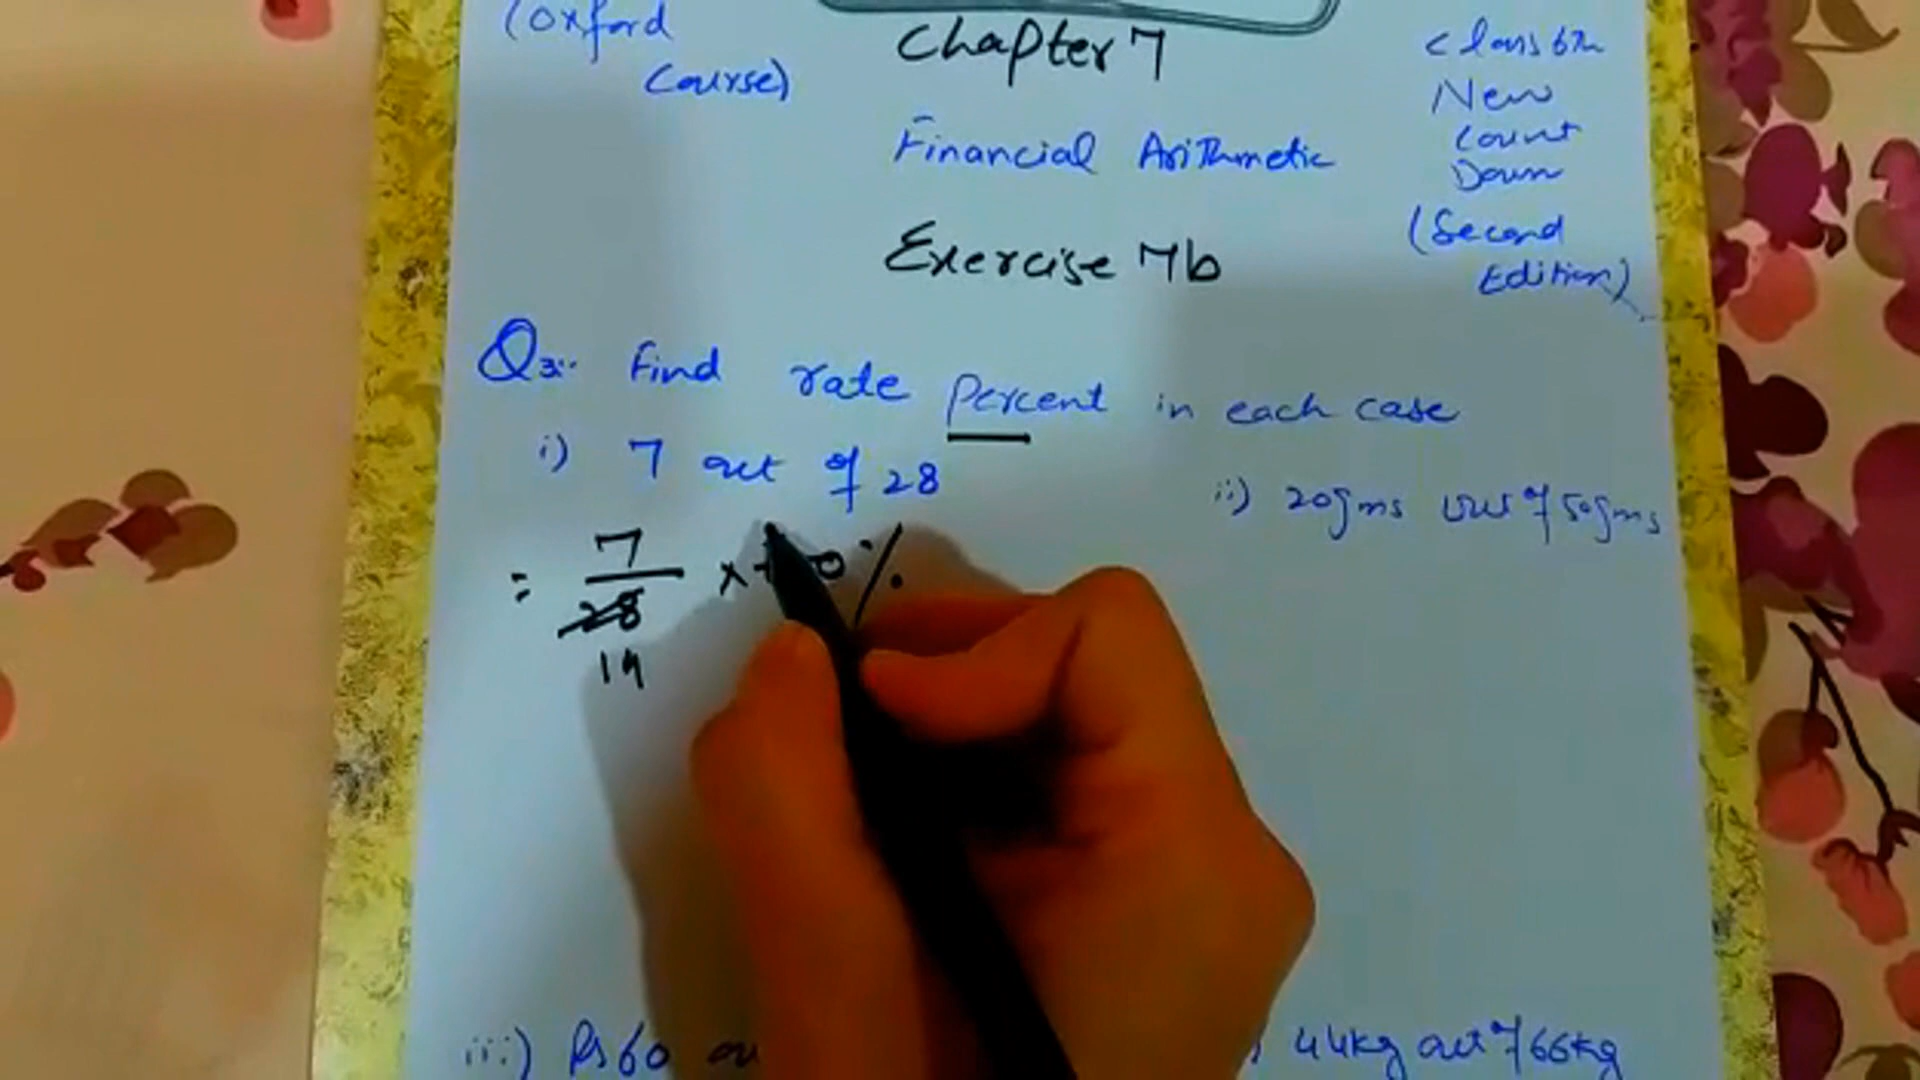 (Oxford
Course)
Chapter 7
Financial Arithmetic
Exercise 7b
Class 6th
New
Count
Down
(Second
Edition)
Q3:- Find rate Percent in each case
i) 7 out of 28
ii) 20gms out of 50gms
= 7
28
14
× %
iii) Rs 60
44kg out of 66kg